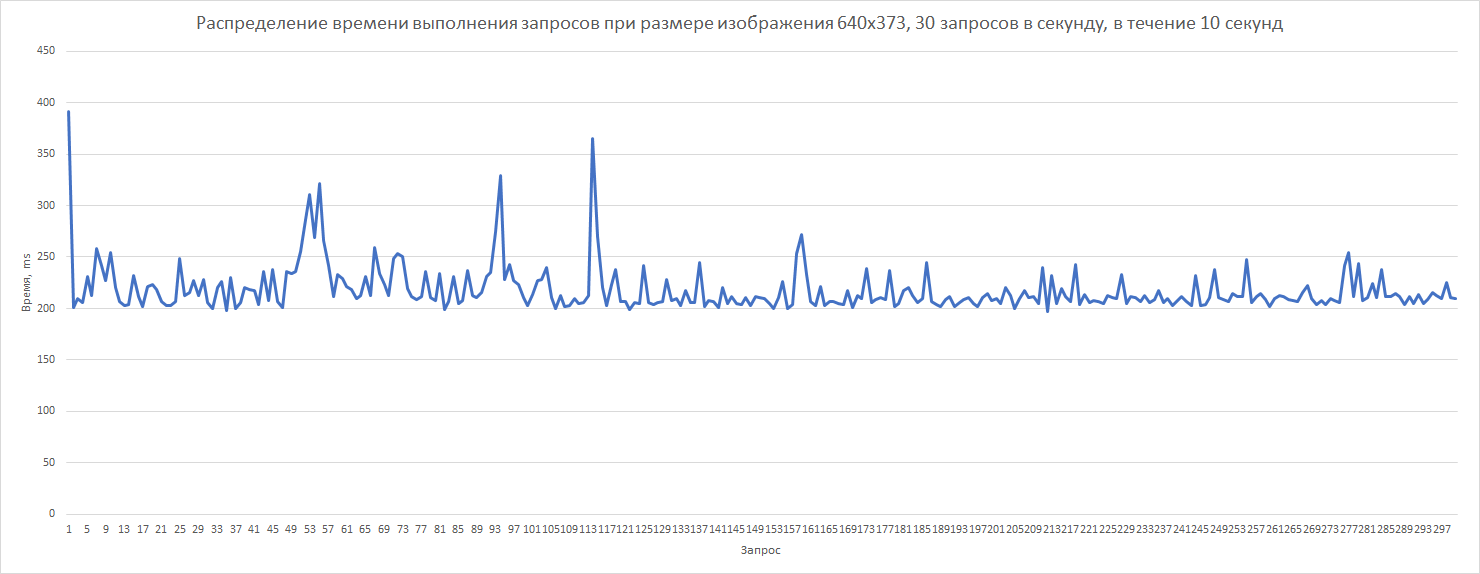 Распределение времени выполнения запросов при размере изображения 640x373, 30 запросов в секунду, в течение 10 секунд
450
400
350
300
250
200
150
100
50
0
Время, ms
1 5 9 13 17 21 25 29 33 37 41 45 49 53 57 61 65 69 73 77 81 85 89 93 97 101 105 109 113 117 121 125 129 133 137 141 145 149 153 157 161 165 169 173 177 181 185 189 193 197 201 205 209 213 217 221 225 229 233 237 241 245 249 253 257 261 265 269 273 277 281 285 289 293 297
Запрос